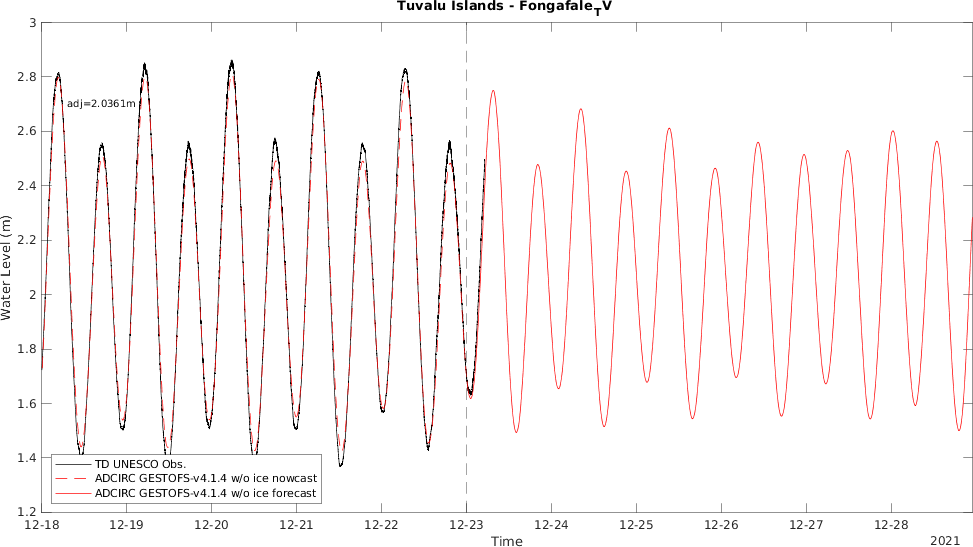 Tuvalu Islands - Fongafale_TV
3
2.8
adj=2.0361m
2.6
2.4
2.2
Water Level (m)
2
1.8
1.6
1.4
TD UNESCO Obs.
ADCIRC GESTOFS-v4.1.4 w/o ice nowcast
ADCIRC GESTOFS-v4.1.4 w/o ice forecast
1.2
12-18 12-19 12-20 12-21 12-22 12-23 12-24 12-25 12-26 12-27 12-28
Time
2021